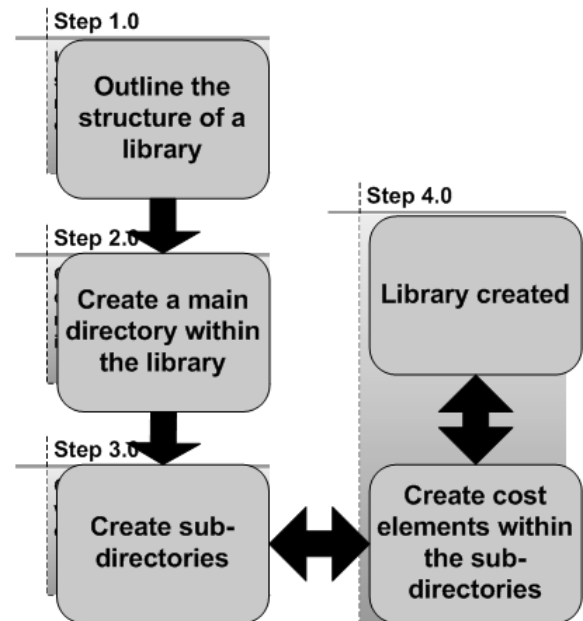 Step 1.0
Outline the
structure of a
library
Step 2.0
Create a main
directory within
the library
Step 3.0
Create sub-
directories
Step 4.0
Library created
Create cost
elements within
the sub-
directories